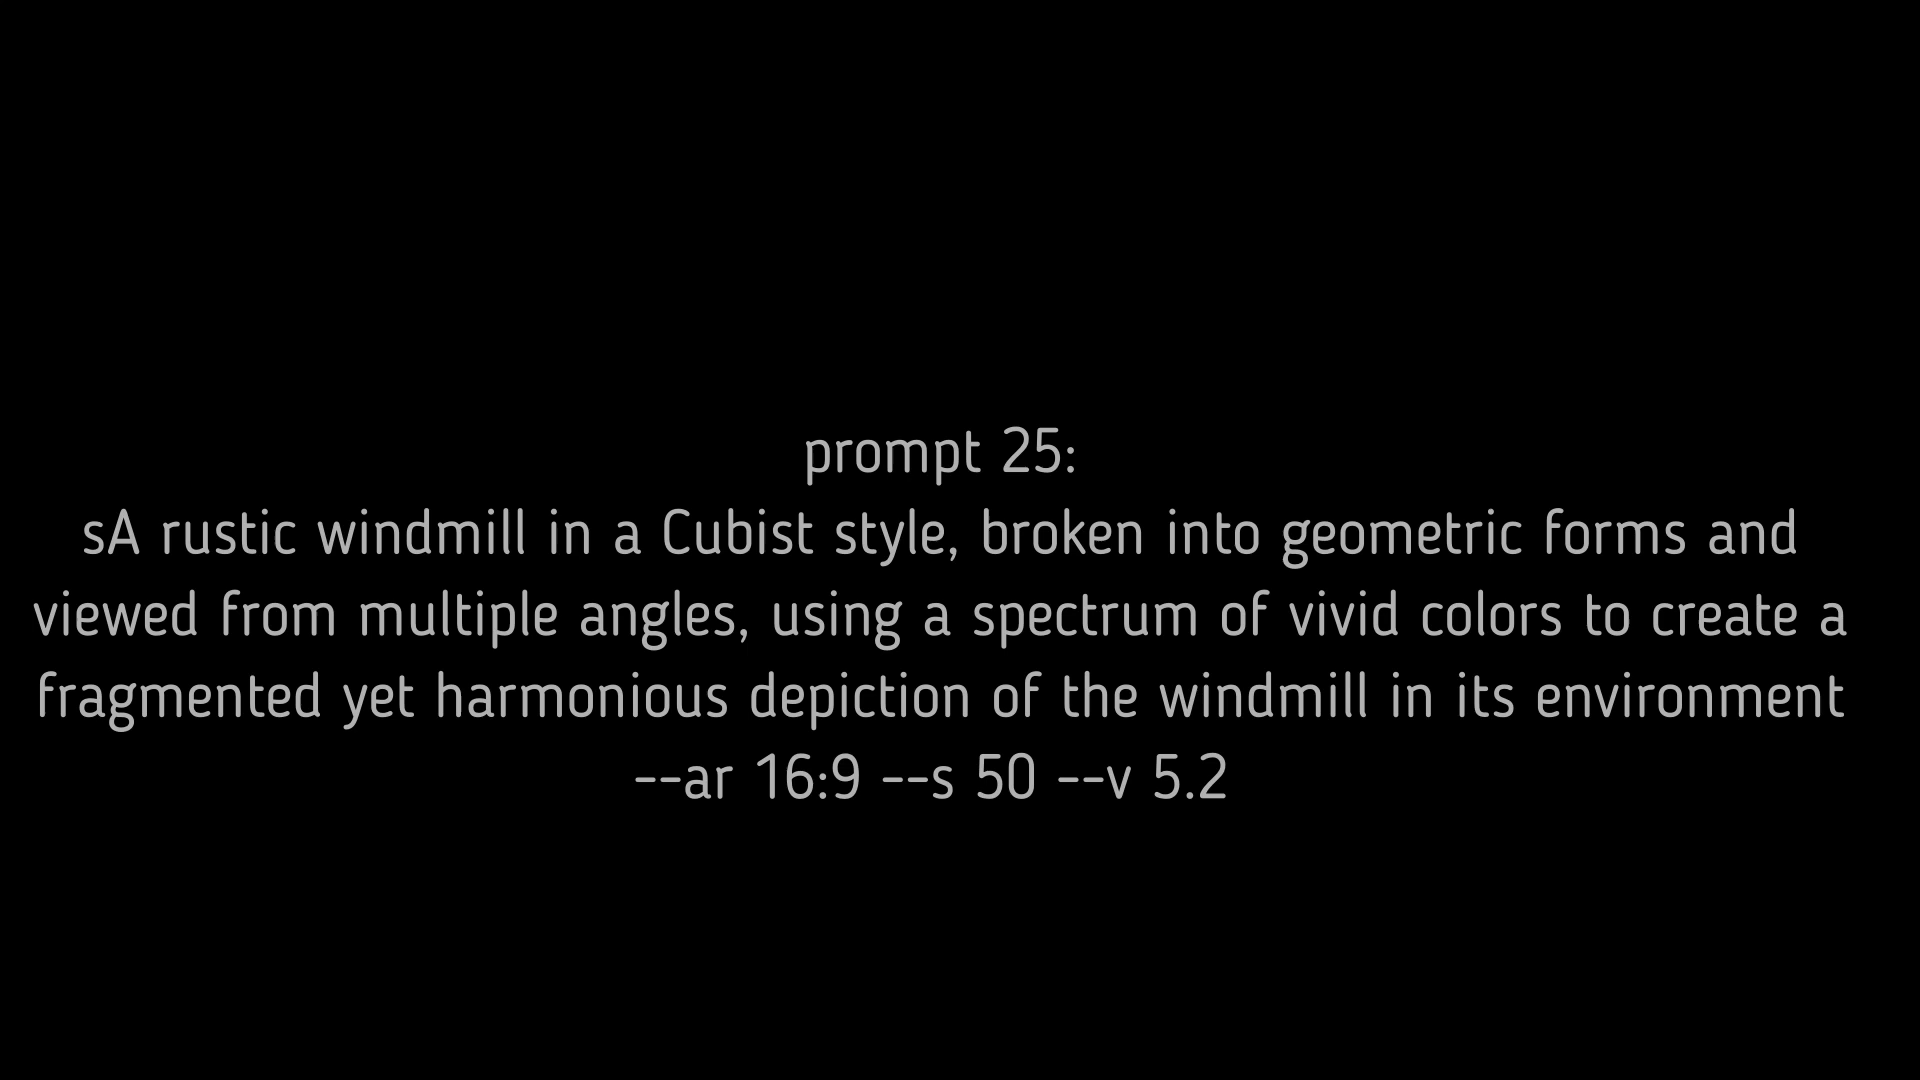 prompt 25:
sA rustic windmill in a Cubist style, broken into geometric forms and
viewed from multiple angles, using a spectrum of vivid colors to create a
fragmented yet harmonious depiction of the windmill in its environment
--ar 16:9 --s 50 --v 5.2